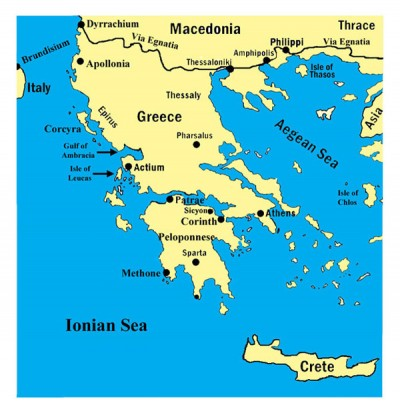 Dyrrachium
Macedonia
Thrace
Via Egnatia
Philippi
Via Egnatia
Amphipolis
Brundisium
Apollonia
Thessaloniki
Isle of
Thasos
Italy
Thessaly
Epirus
Greece
Asia
Corcyra
Pharsalus
Aegean Sea
Gulf of
Ambracia
Actium
Isle of
Leucas
Isle of
Chlos
Patrae
Sicyon
Athens
Corinth
Peloponnese
Sparta
Methone
Ionian Sea
Crete